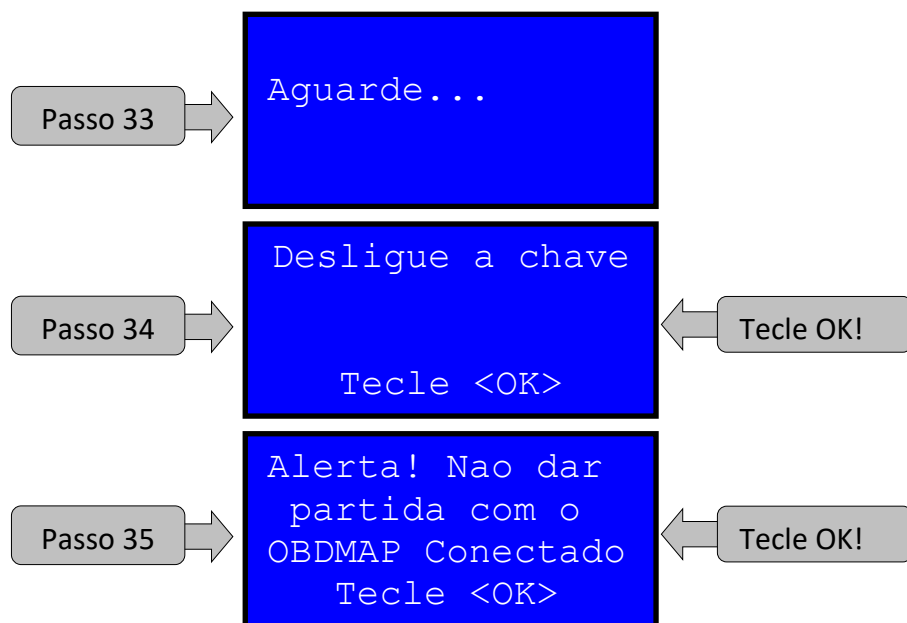 Passo 33
Aguarde...
Passo 34
Desligue a chave
Tecle <OK>
Tecle OK!
Passo 35
Alerta! Nao dar
partida com o
OBDMAP Conectado
Tecle <OK>
Tecle OK!